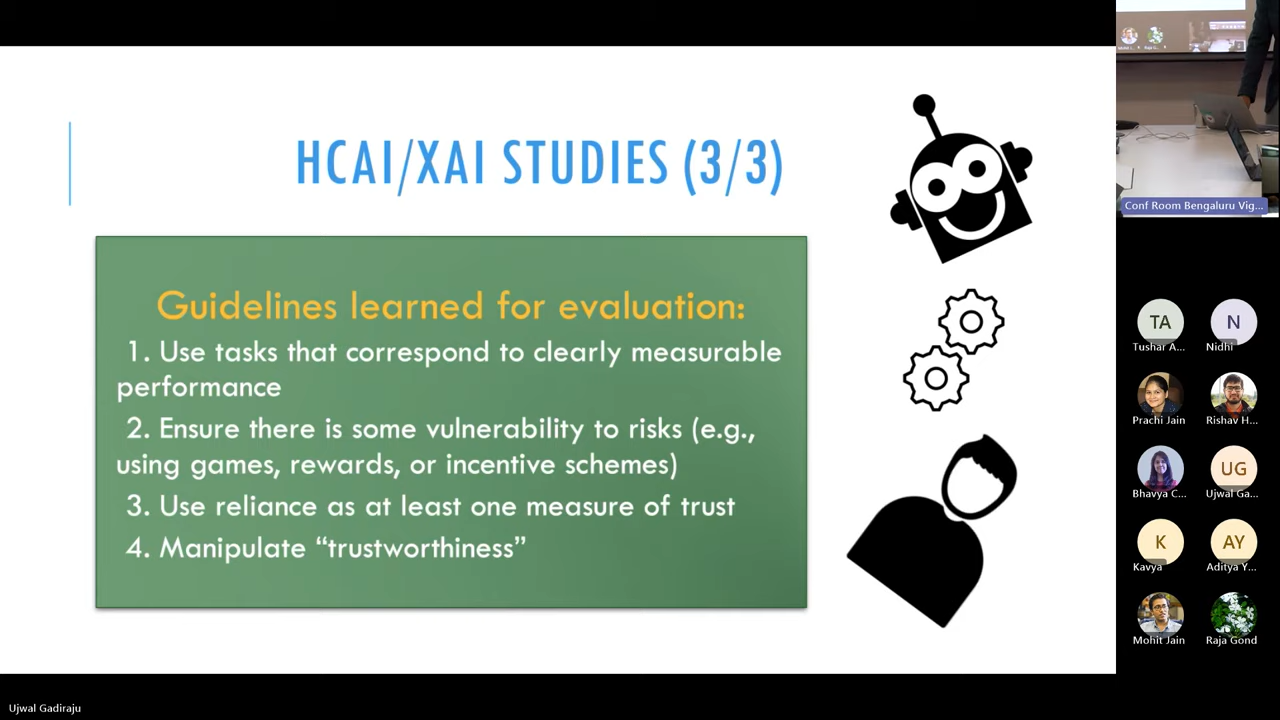 HCAI/XAI STUDIES (3/3)
Guidelines learned for evaluation:
1. Use tasks that correspond to clearly measurable
performance
2. Ensure there is some vulnerability to risks (e.g.,
using games, rewards, or incentive schemes)
3. Use reliance as at least one measure of trust
4. Manipulate “trustworthiness”
Conf Room Bengaluru Vig...
TA
N
Tushar A...
Nidhi
Prachi Jain
Rishav H...
UG
Bhavya C...
Ujwal Ga...
K
AY
Kavya
Aditya Y...
Mohit Jain
Raja Gond
Ujwal Gadiraju